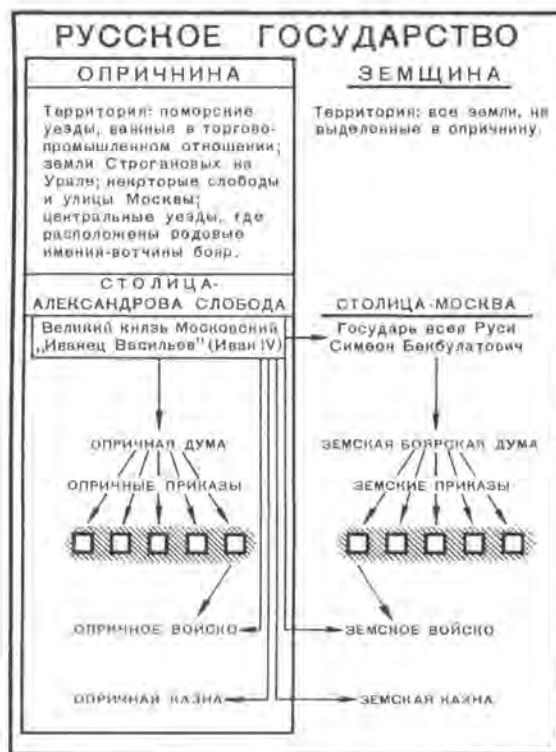 РУССКОЕ ГОСУДАРСТВО
ОПРИЧНИНА
Территория: поморские
уезды, важные в торгово-
промышленном отношении;
земли Строгановых на
Урале; некоторые слободы
и улицы Москвы;
центральные уезды, где
расположены родовые
имения-вотчины бояр.
СТОЛИЦА-
АЛЕКСАНДРОВА СЛОБОДА
Великий князь Московский
„Иванец Васильев" (Иван IV)
ОПРИЧНАЯ ДУМА
ОПРИЧНЫЕ ПРИКАЗЫ
ОПРИЧНОЕ ВОЙСКО
ОПРИЧНАЯ КАЗНА
ЗЕМЩИНА
Территория: все земли, не
выделенные в опричнину.
СТОЛИЦА-МОСКВА
Государь всея Руси
Симеон Бекбулатович
ЗЕМСКАЯ БОЯРСКАЯ ДУМА
ЗЕМСКИЕ ПРИКАЗЫ
ЗЕМСКОЕ ВОЙСКО
ЗЕМСКАЯ КАЗНА